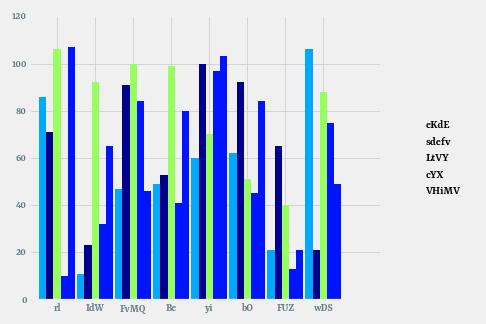 120
100
80
60
40
20
0
rl IdW FvMQ Bc yi bO FUZ wDS
cKdE
sdcfv
LtVY
cYX
VHiMV